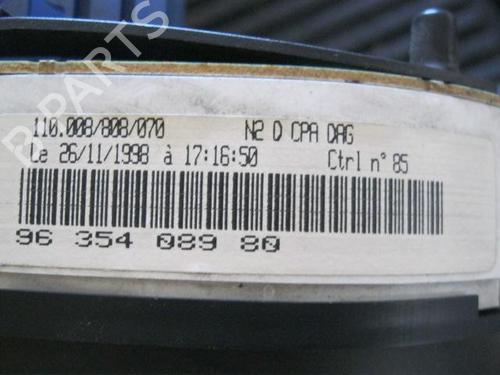 110.008/808/070 N2 D CPA DAG
Le 26/11/1998 à 17:16:50 Ctrl n° 85
96 354 089 80
B PARTS